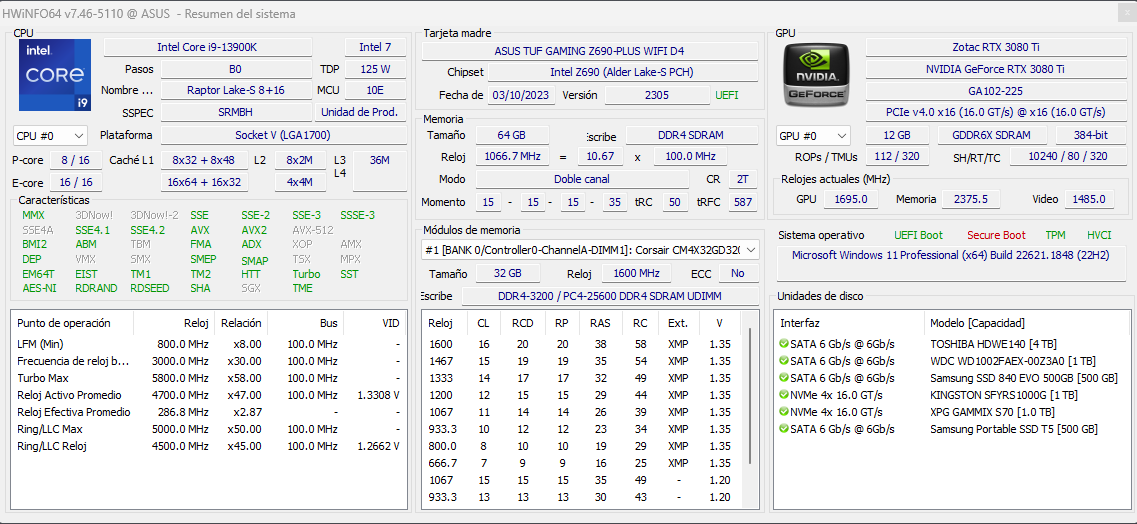 HWiNFO64 v7.46-5110 @ ASUS - Resumen del sistema
CPU
intel
CORE
i9
Intel Core i9-13900K Intel 7
Pasos B0 TDP 125 W
Nombre ... Raptor Lake-S 8+16 MCU 10E
SSPEC SRMBH Unidad de Prod.
CPU #0 Plataforma Socket V (LGA1700)
P-core 8 / 16 Caché L1 8x32 + 8x48 L2 8x2M L3 36M
L4
E-core 16 / 16 16x64 + 16x32 4x4M
Características
MMX 3DNow! 3DNow!-2 SSE SSE-2 SSE-3 SSSE-3
SSE4A SSE4.1 SSE4.2 AVX AVX2 AVX-512
BMI2 ABM TBM FMA ADX XOP AMX
DEP VMX SMX SMEP SMAP TSX MPX
EM64T EIST TM1 TM2 HTT Turbo SST
AES-NI RDRAND RDSEED SHA SGX TME
Punto de operación Reloj Relación Bus VID
LFM (Min) 800.0 MHz x8.00 100.0 MHz -
Frecuencia de reloj b... 3000.0 MHz x30.00 100.0 MHz -
Turbo Max 5800.0 MHz x58.00 100.0 MHz -
Reloj Activo Promedio 4700.0 MHz x47.00 100.0 MHz 1.3308 V
Reloj Efectiva Promedio 286.8 MHz x2.87 - -
Ring/LLC Max 5000.0 MHz x50.00 100.0 MHz -
Ring/LLC Reloj 4500.0 MHz x45.00 100.0 MHz 1.2662 V
Tarjeta madre
ASUS TUF GAMING Z690-PLUS WIFI D4
Chipset Intel Z690 (Alder Lake-S PCH)
Fecha de 03/10/2023 Versión 2305 UEFI
Memoria
Tamaño 64 GB scribe DDR4 SDRAM
Reloj 1066.7 MHz = 10.67 x 100.0 MHz
Modo Doble canal CR 2T
Momento 15 - 15 - 15 - 35 tRC 50 tRFC 587
Módulos de memoria
#1 [BANK 0/Controller0-ChannelA-DIMM1]: Corsair CM4X32GD320
Tamaño 32 GB Reloj 1600 MHz ECC No
scribe DDR4-3200 / PC4-25600 DDR4 SDRAM UDIMM
Reloj CL RCD RP RAS RC Ext. V
1600 16 20 20 38 58 XMP 1.35
1467 15 19 19 35 54 XMP 1.35
1333 14 17 17 32 49 XMP 1.35
1200 12 15 15 29 44 XMP 1.35
1067 11 14 14 26 39 XMP 1.35
933.3 10 12 12 23 34 XMP 1.35
800.0 8 10 10 19 29 XMP 1.35
666.7 7 9 9 16 25 XMP 1.35
1067 15 15 15 35 49 - 1.20
933.3 13 13 13 30 43 - 1.20
GPU
NVIDIA
GEFORCE
Zotac RTX 3080 Ti
NVIDIA GeForce RTX 3080 Ti
GA102-225
PCIe v4.0 x16 (16.0 GT/s) @ x16 (16.0 GT/s)
GPU #0 12 GB GDDR6X SDRAM 384-bit
ROPs / TMUs 112 / 320 SH/RT/TC 10240 / 80 / 320
Relojes actuales (MHz)
GPU 1695.0 Memoria 2375.5 Video 1485.0
Sistema operativo UEFI Boot Secure Boot TPM HVCI
Microsoft Windows 11 Professional (x64) Build 22621.1848 (22H2)
Unidades de disco
Interfaz Modelo [Capacidad]
SATA 6 Gb/s @ 6Gb/s TOSHIBA HDWE140 [4 TB]
SATA 6 Gb/s @ 6Gb/s WDC WD1002FAEX-00Z3A0 [1 TB]
SATA 6 Gb/s @ 6Gb/s Samsung SSD 840 EVO 500GB [500 GB]
NVMe 4x 16.0 GT/s KINGSTON SFYRS1000G [1 TB]
NVMe 4x 16.0 GT/s XPG GAMMIX S70 [1.0 TB]
SATA 6 Gb/s @ 6Gb/s Samsung Portable SSD T5 [500 GB]